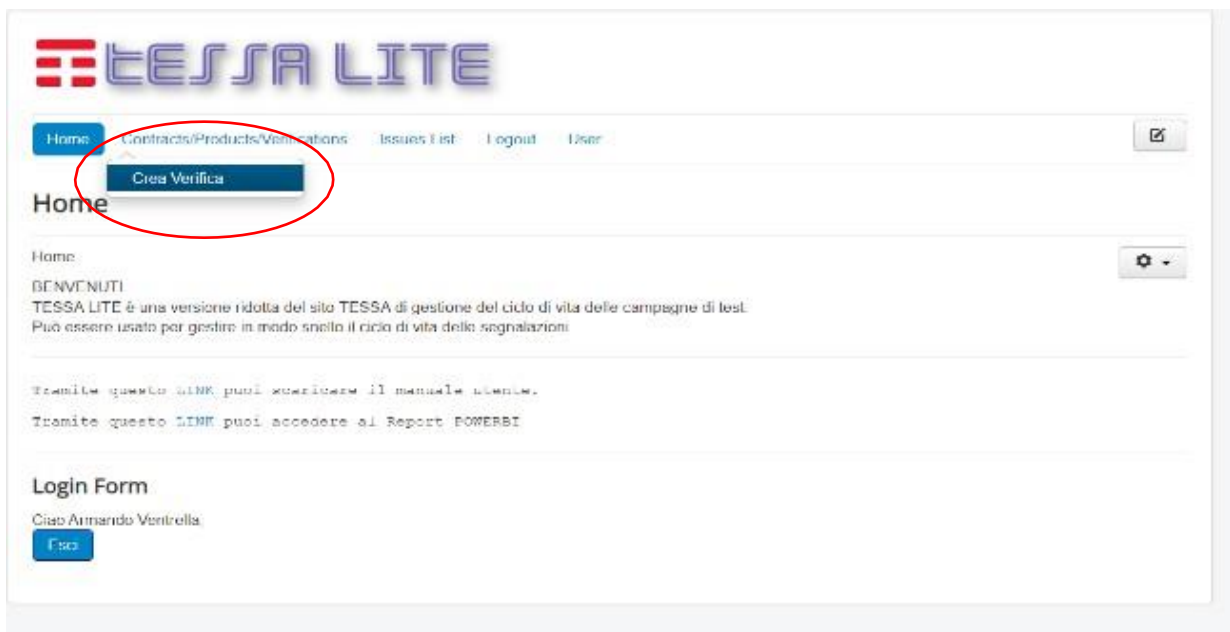 TESSA LITE
Home Contracts/Products/Verifications Issues List Logout User
Crea Verifica
Home
Home
BENVENUTI
TESSA LITE è una versione ridotta del sito TESSA di gestione del ciclo di vita delle campagne di test.
Può essere usato per gestire in modo snello il ciclo di vita delle segnalazioni
Tramite questo LINK puoi scaricare il manuale utente.
Tramite questo LINK puoi accedere al Report POWERBI
Login Form
Ciao Armando Ventrella,
Esci